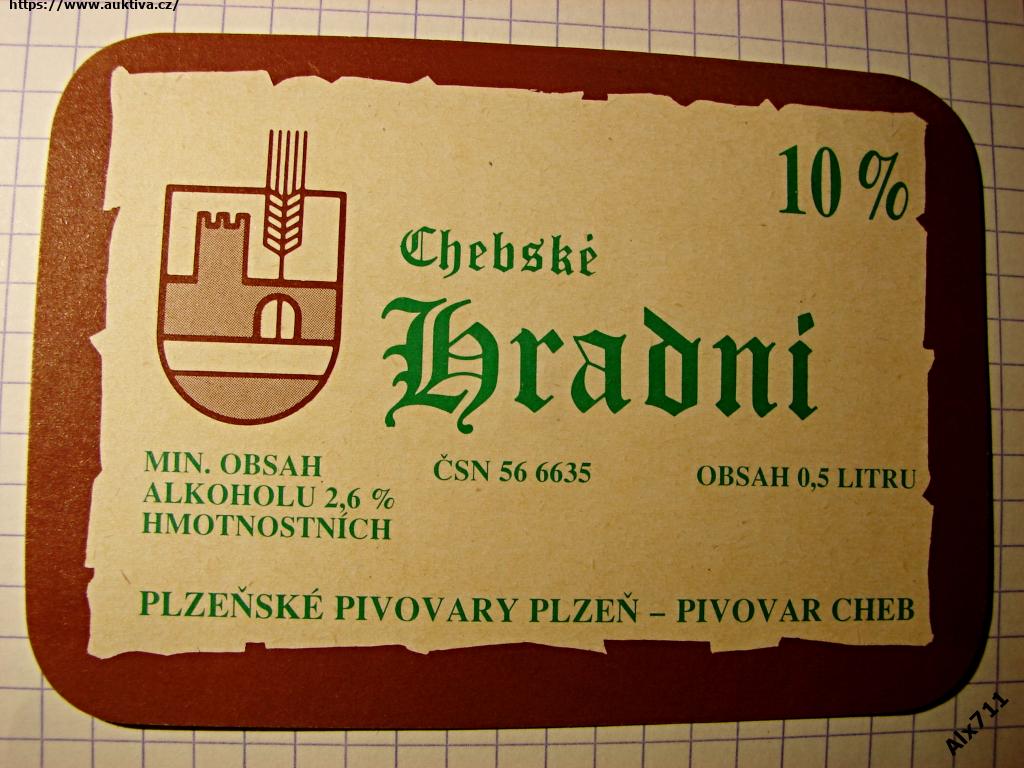 https://www.auktiva.cz/
10 %
Chebské
Hradní
MIN. OBSAH
ALKOHOLU 2,6 %
HMOTNOSTNÍCH
ČSN 56 6635
OBSAH 0,5 LITRU
PLZEŇSKÉ PIVOVARY PLZEŇ – PIVOVAR CHEB
Alx711